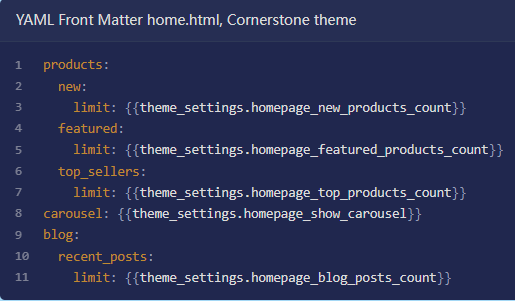 YAML Front Matter home.html, Cornerstone theme
1 products:
2   new:
3     limit: {{theme_settings.homepage_new_products_count}}
4   featured:
5     limit: {{theme_settings.homepage_featured_products_count}}
6   top_sellers:
7     limit: {{theme_settings.homepage_top_products_count}}
8 carousel: {{theme_settings.homepage_show_carousel}}
9 blog:
10   recent_posts:
11     limit: {{theme_settings.homepage_blog_posts_count}}